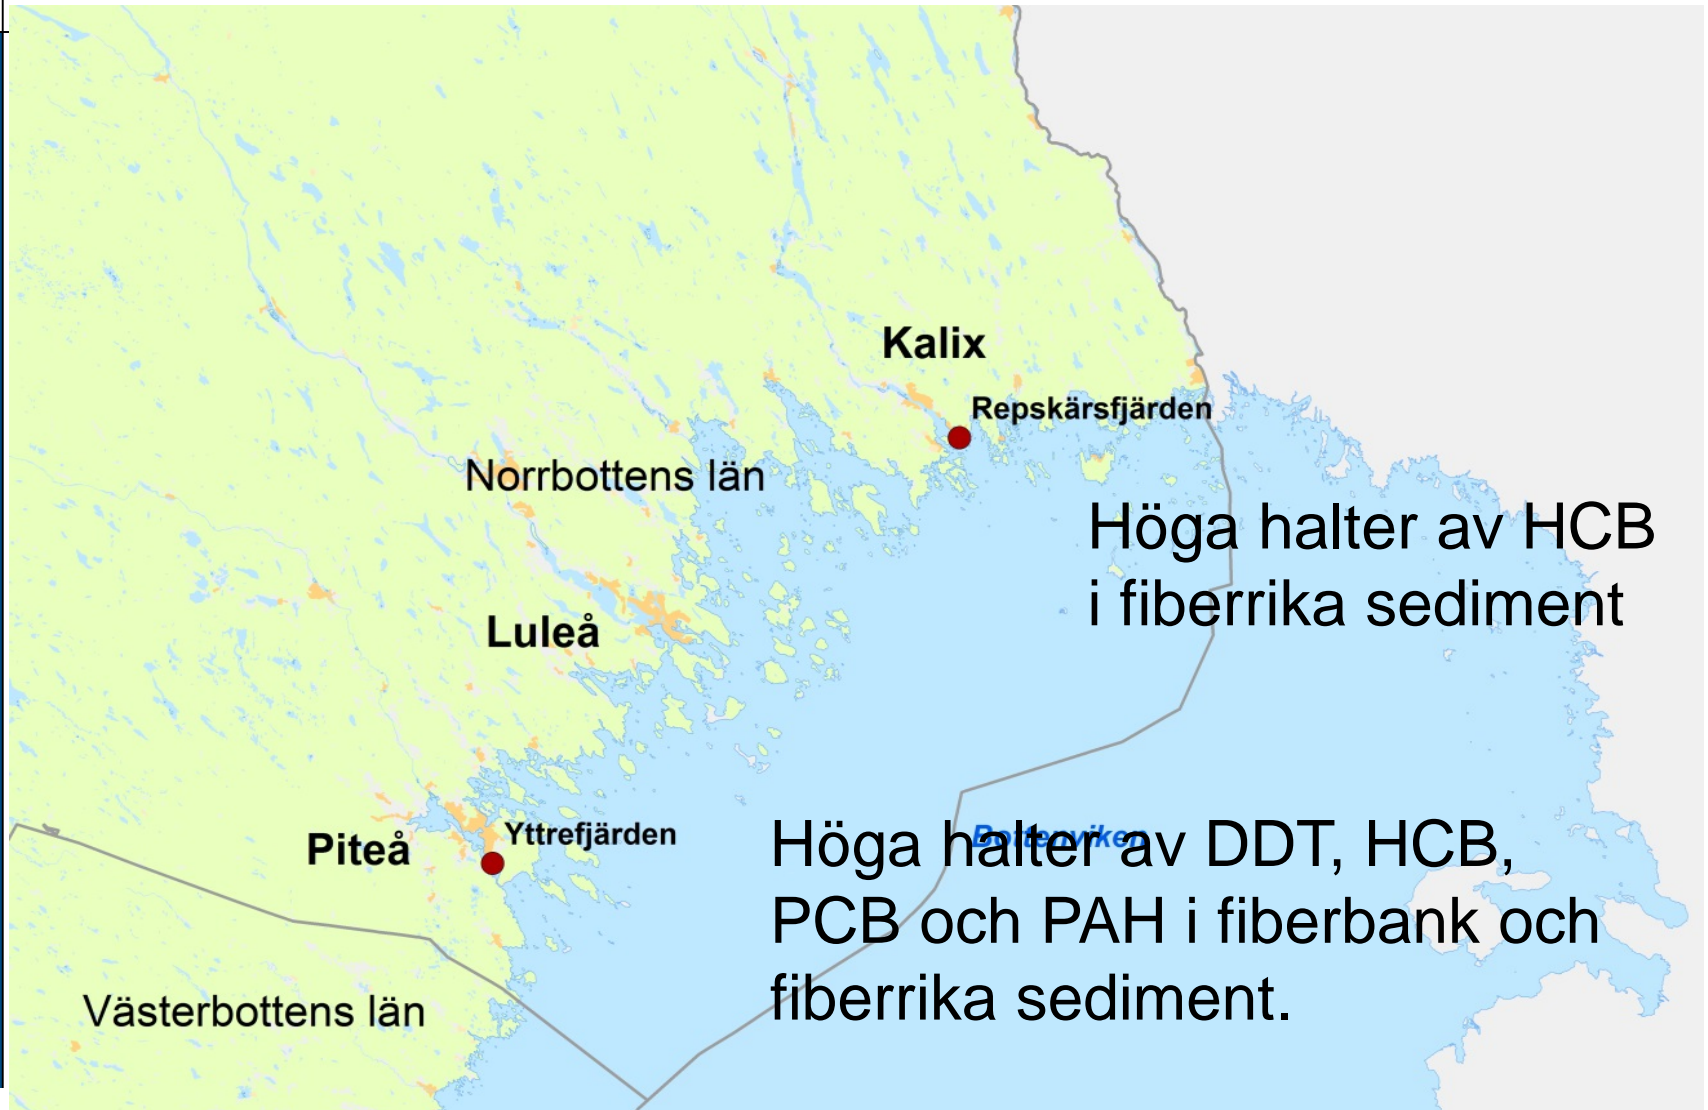 Kalix
Repskärsfjärden
Norrbottens län
Höga halter av HCB
i fiberrika sediment
Luleå
Piteå
Yttrefjärden
Bottenviken
Höga halter av DDT, HCB,
PCB och PAH i fiberbank och
fiberrika sediment.
Västerbottens län